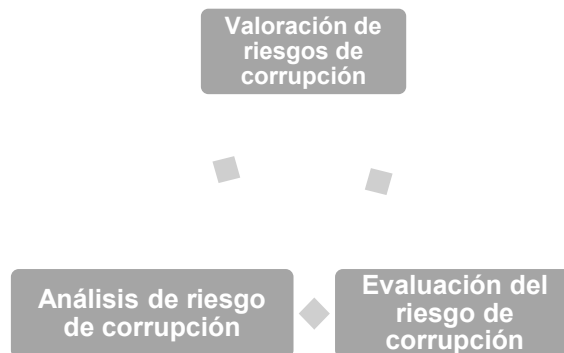 Valoración de
riesgos de
corrupción
Análisis de riesgo
de corrupción
Evaluación del
riesgo de
corrupción